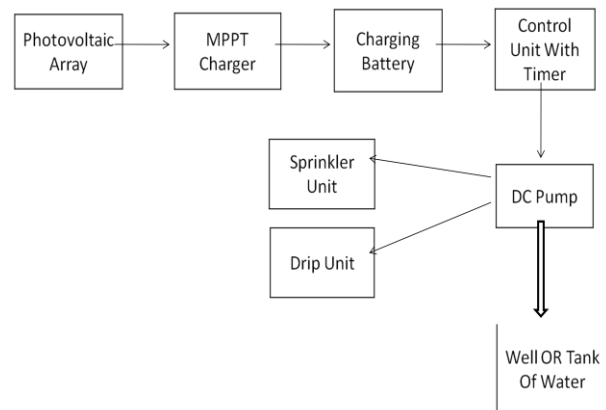 Photovoltaic
Array
MPPT
Charger
Charging
Battery
Control
Unit With
Timer
Sprinkler
Unit
DC Pump
Drip Unit
Well OR Tank
Of Water